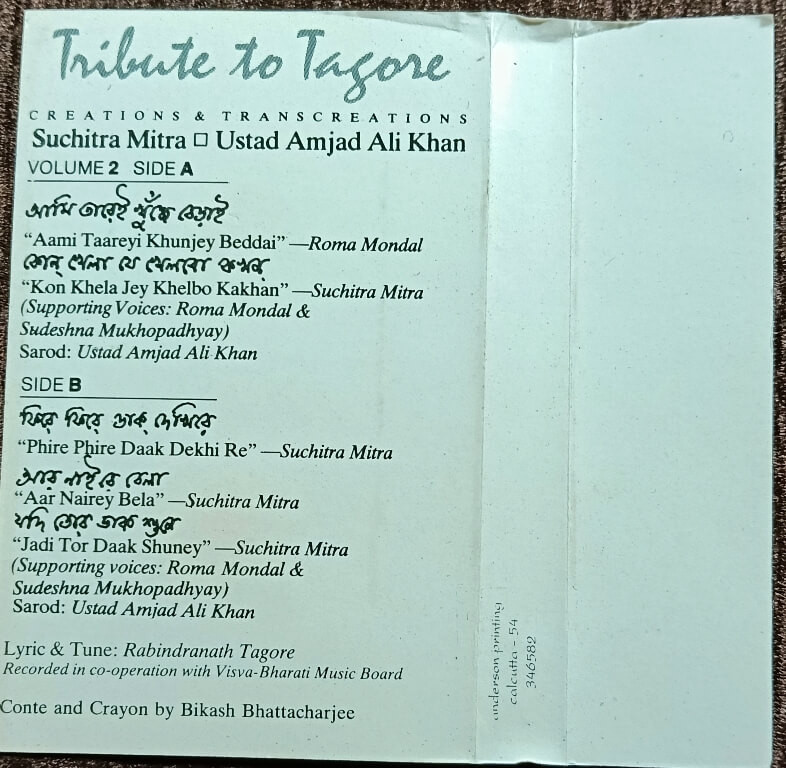 Tribute to Tagore
CREATIONS & TRANSCREATIONS
Suchitra Mitra □ Ustad Amjad Ali Khan
VOLUME 2 SIDE A
আমি তারেই খুঁজে বেড়াই
“Aami Taareyi Khunjey Beddai” —Roma Mondal
কোন্ খেলা যে খেলবো কখন্
“Kon Khela Jey Khelbo Kakhan” —Suchitra Mitra
(Supporting Voices: Roma Mondal &
Sudeshna Mukhopadhyay)
Sarod: Ustad Amjad Ali Khan
SIDE B
ফিরে ফিরে ডাক দেখিরে
“Phire Phire Daak Dekhi Re” —Suchitra Mitra
আর নাইরে বেলা
“Aar Nairey Bela” —Suchitra Mitra
যদি তোর ডাক শুনে
“Jadi Tor Daak Shuney” —Suchitra Mitra
(Supporting voices: Roma Mondal &
Sudeshna Mukhopadhyay)
Sarod: Ustad Amjad Ali Khan
Lyric & Tune: Rabindranath Tagore
Recorded in co-operation with Visva-Bharati Music Board
Conte and Crayon by Bikash Bhattacharjee
anderson printing
calcutta - 54
346582